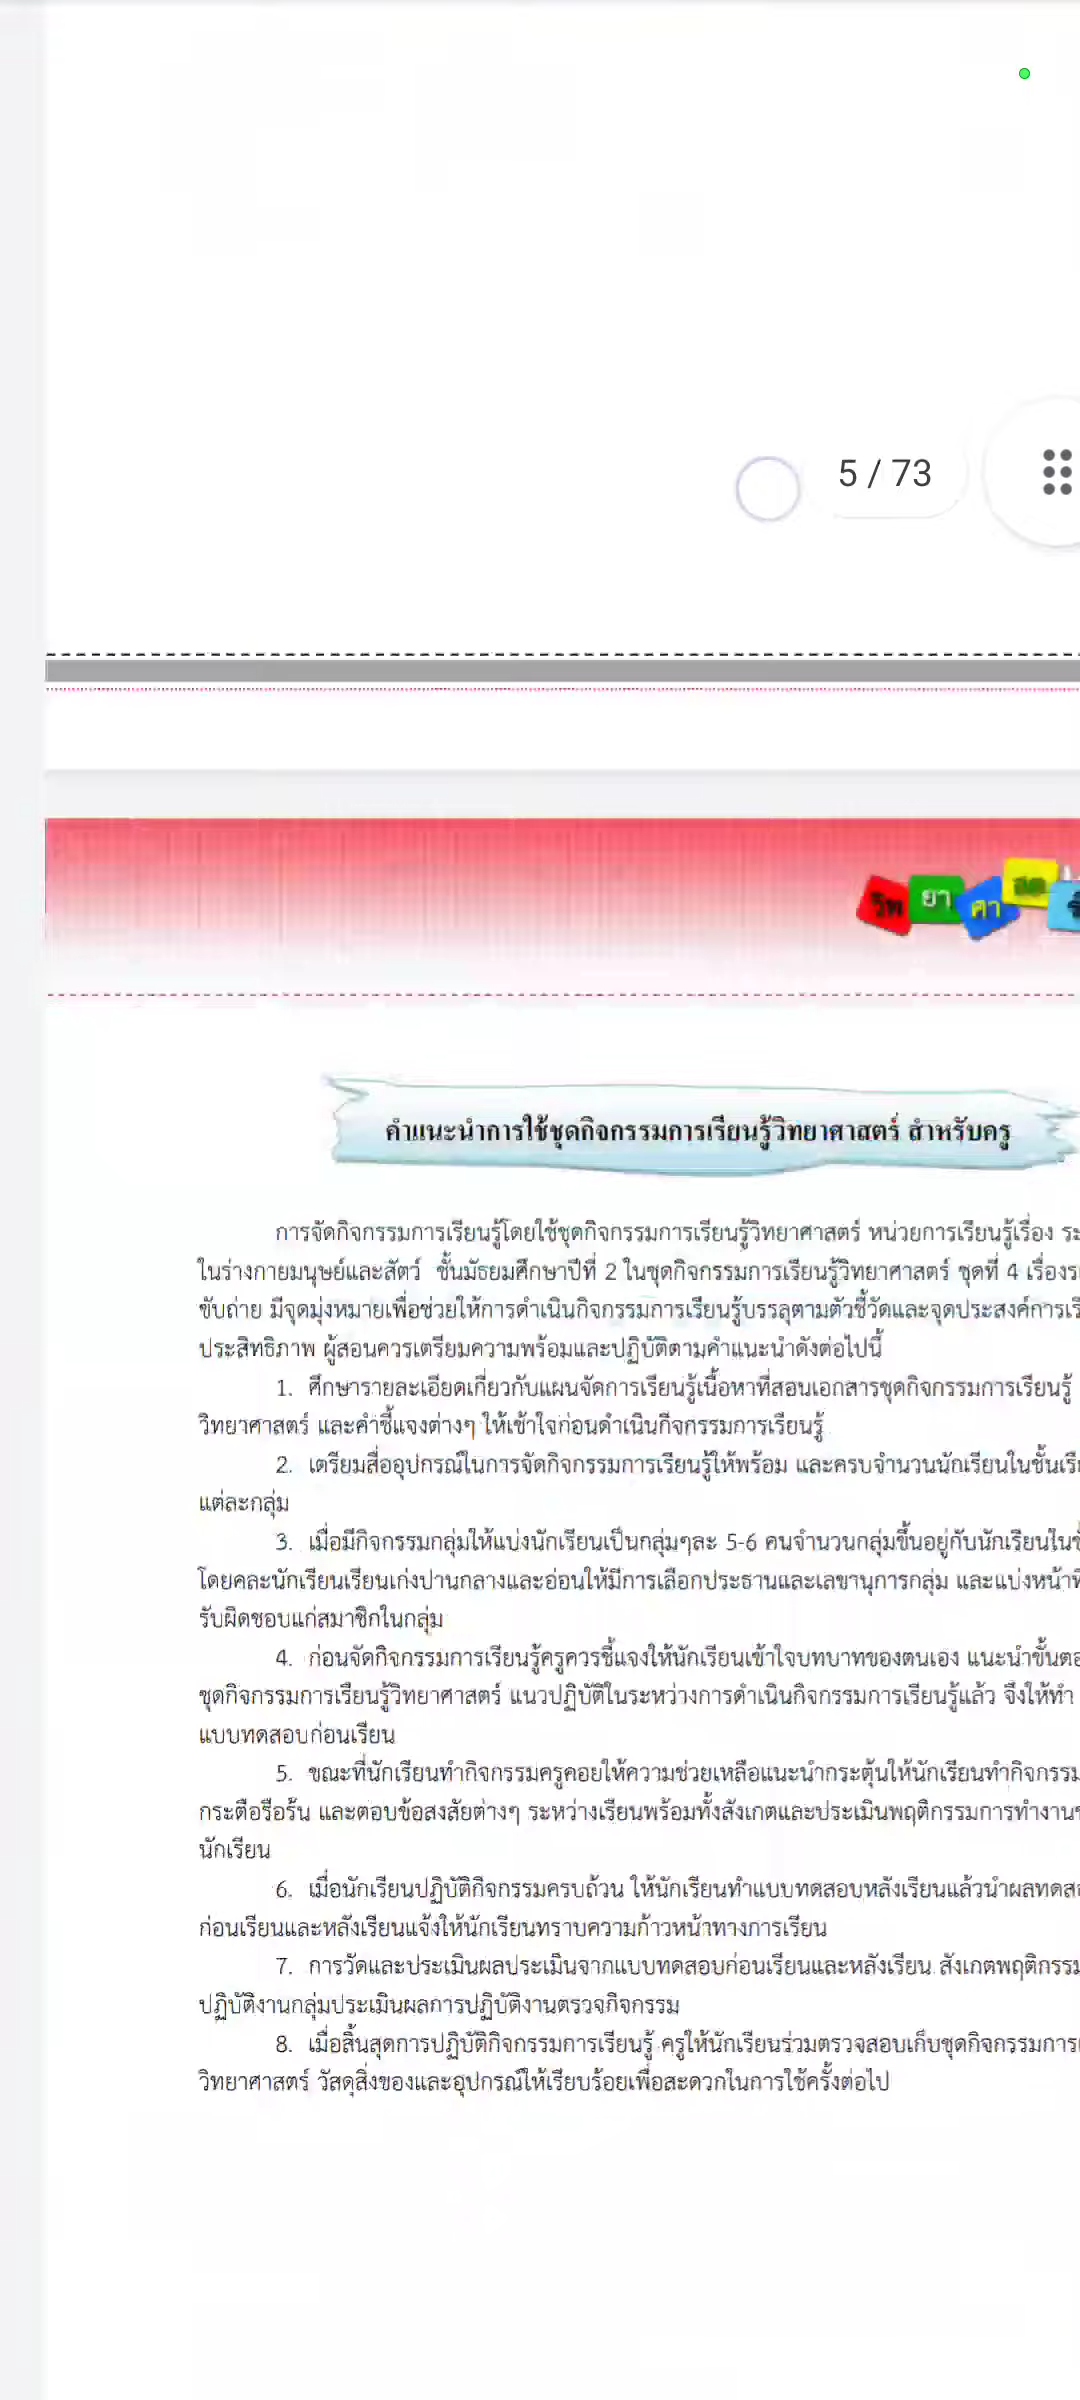 5 / 73
วิท ยา ศา
คำแนะนำการใช้ชุดกิจกรรมการเรียนรู้วิทยาศาสตร์ สำหรับครู
การจัดกิจกรรมการเรียนรู้โดยใช้ชุดกิจกรรมการเรียนรู้วิทยาศาสตร์ หน่วยการเรียนรู้เรื่อง ระ
ในร่างกายมนุษย์และสัตว์ ชั้นมัธยมศึกษาปีที่ 2 ในชุดกิจกรรมการเรียนรู้วิทยาศาสตร์ ชุดที่ 4 เรื่อง
ขับถ่าย มีจุดมุ่งหมายเพื่อช่วยให้การดำเนินกิจกรรมการเรียนรู้บรรลุตามตัวชี้วัดและจุดประสงค์การเรี
ประสิทธิภาพ ผู้สอนควรเตรียมความพร้อมและปฏิบัติตามคำแนะนำดังต่อไปนี้
1. ศึกษารายละเอียดเกี่ยวกับแผนจัดการเรียนรู้เนื้อหาที่สอนเอกสารชุดกิจกรรมการเรียนรู้
วิทยาศาสตร์ และคำชี้แจงต่างๆ ให้เข้าใจก่อนดำเนินกิจกรรมการเรียนรู้
2. เตรียมสื่ออุปกรณ์ในการจัดกิจกรรมการเรียนรู้ให้พร้อม และครบจำนวนนักเรียนในชั้นเรี
แต่ละกลุ่ม
3. เมื่อมีกิจกรรมกลุ่มให้แบ่งนักเรียนเป็นกลุ่มๆละ 5-6 คนจำนวนกลุ่มขึ้นอยู่กับนักเรียนใน
โดยคละนักเรียนเรียนเก่งปานกลางและอ่อนให้มีการเลือกประธานและเลขานุการกลุ่ม และแบ่งหน้าที่
รับผิดชอบแก่สมาชิกในกลุ่ม
4. ก่อนจัดกิจกรรมการเรียนรู้ครูควรชี้แจงให้นักเรียนเข้าใจบทบาทของตนเอง แนะนำขั้นตอ
ชุดกิจกรรมการเรียนรู้วิทยาศาสตร์ แนวปฏิบัติในระหว่างการดำเนินกิจกรรมการเรียนรู้แล้ว จึงให้ทำ
แบบทดสอบก่อนเรียน
5. ขณะที่นักเรียนทำกิจกรรมครูคอยให้ความช่วยเหลือแนะนำกระตุ้นให้นักเรียนทำกิจกรรม
กระตือรือร้น และตอบข้อสงสัยต่างๆ ระหว่างเรียนพร้อมทั้งสังเกตและประเมินพฤติกรรมการทำงาน
นักเรียน
6. เมื่อนักเรียนปฏิบัติกิจกรรมครบถ้วน ให้นักเรียนทำแบบทดสอบหลังเรียนแล้วนำผลทดส
ก่อนเรียนและหลังเรียนแจ้งให้นักเรียนทราบความก้าวหน้าทางการเรียน
7. การวัดและประเมินผลประเมินจากแบบทดสอบก่อนเรียนและหลังเรียน สังเกตพฤติกรรม
ปฏิบัติงานกลุ่มประเมินผลการปฏิบัติงานตรวจกิจกรรม
8. เมื่อสิ้นสุดการปฏิบัติกิจกรรมการเรียนรู้ ครูให้นักเรียนร่วมตรวจสอบเก็บชุดกิจกรรมการ
วิทยาศาสตร์ วัสดุสิ่งของและอุปกรณ์ให้เรียบร้อยเพื่อสะดวกในการใช้ครั้งต่อไป